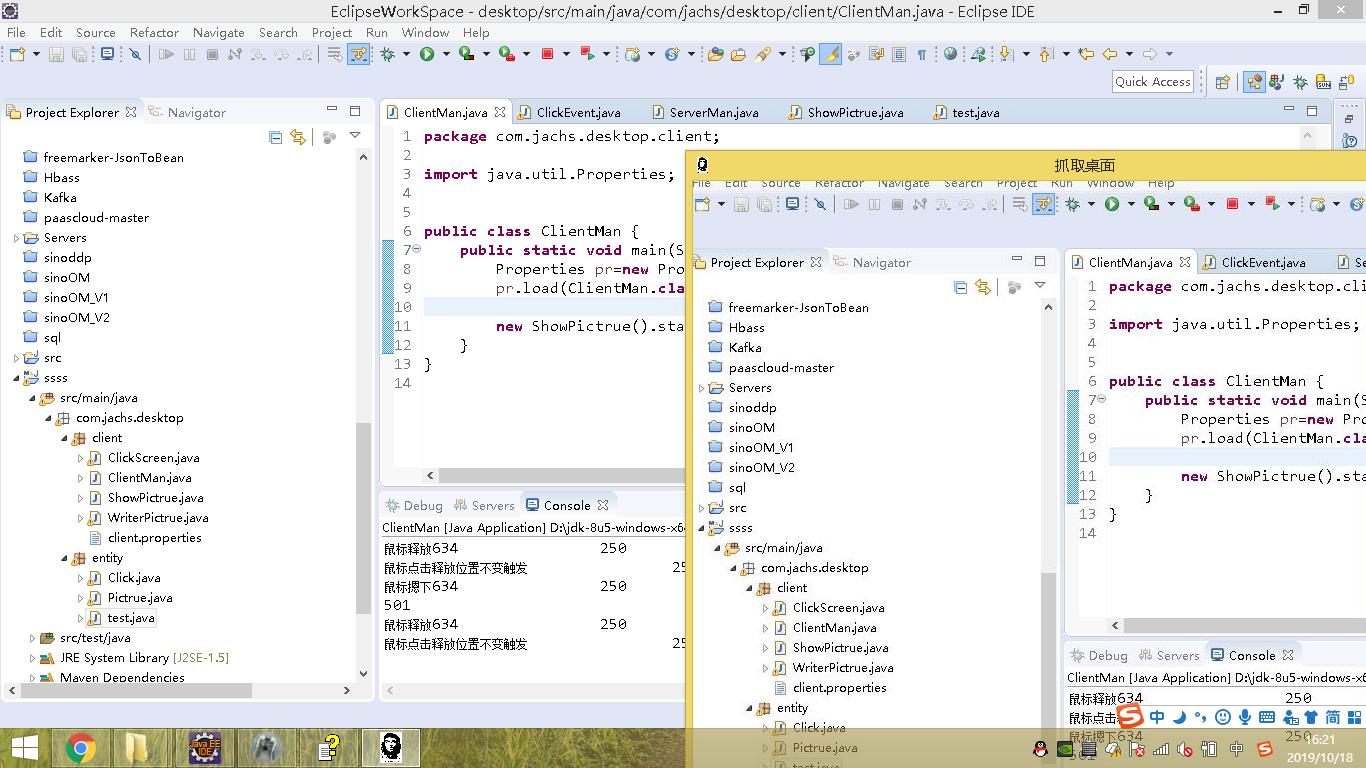 EclipseWorkSpace - desktop/src/main/java/com/jachs/desktop/client/ClientMan.java - Eclipse IDE
File Edit Source Refactor Navigate Search Project Run Window Help
Quick Access
Project Explorer Navigator
freemarker-JsonToBean
Hbass
Kafka
paascloud-master
Servers
sinoddp
sinoOM
sinoOM_V1
sinoOM_V2
sql
src
ssss
src/main/java
com.jachs.desktop
client
ClickScreen.java
ClientMan.java
ShowPictrue.java
WriterPictrue.java
client.properties
entity
Click.java
Pictrue.java
test.java
src/test/java
JRE System Library [J2SE-1.5]
Maven Dependencies
ClientMan.java ClickEvent.java ServerMan.java ShowPictrue.java test.java
1 package com.jachs.desktop.client;
2
3 import java.util.Properties;
4
5
6 public class ClientMan {
7 public static void main(S
8 Properties pr=new Pro
9 pr.load(ClientMan.cla
10
11 new ShowPictrue().sta
12 }
13 }
14
Debug Servers Console
ClientMan [Java Application] D:\jdk-8u5-windows-x6
鼠标释放634 250
鼠标点击释放位置不变触发 25
鼠标摁下634 250
501
鼠标释放634 250
鼠标点击释放位置不变触发 25
抓取桌面
File Edit Source Refactor Navigate Search Project Run Window Help
Project Explorer Navigator
freemarker-JsonToBean
Hbass
Kafka
paascloud-master
Servers
sinoddp
sinoOM
sinoOM_V1
sinoOM_V2
sql
src
ssss
src/main/java
com.jachs.desktop
client
ClickScreen.java
ClientMan.java
ShowPictrue.java
WriterPictrue.java
client.properties
entity
Click.java
Pictrue.java
test.java
ClientMan.java ClickEvent.java Se
1 package com.jachs.desktop.cli
2
3 import java.util.Properties;
4
5
6 public class ClientMan {
7 public static void main(S
8 Properties pr=new Pro
9 pr.load(ClientMan.cla
10
11 new ShowPictrue().sta
12 }
13 }
14
Debug Servers Console
ClientMan [Java Application] D:\jdk-8u5-windows-x6
鼠标释放634 250
鼠标点击
中 简
鼠标摁下634 250
501
Java EE
IDE
中
16:21
2019/10/18